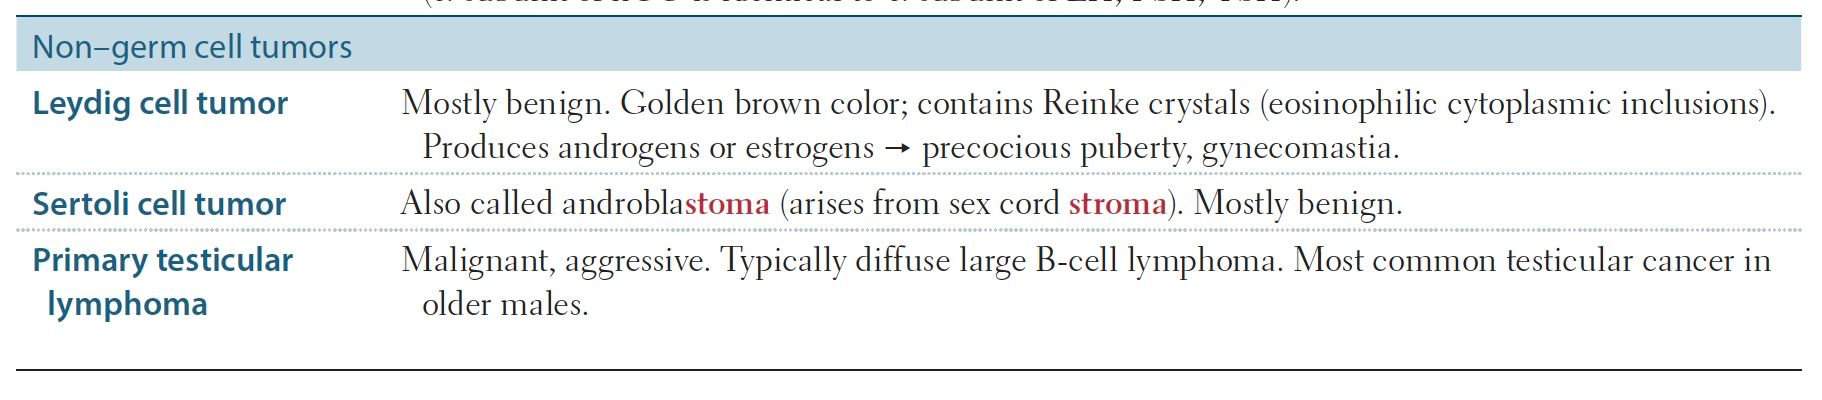 Non–germ cell tumors
Leydig cell tumor
Mostly benign. Golden brown color; contains Reinke crystals (eosinophilic cytoplasmic inclusions).
Produces androgens or estrogens → precocious puberty, gynecomastia.
Sertoli cell tumor
Also called androblastoma (arises from sex cord stroma). Mostly benign.
Primary testicular
lymphoma
Malignant, aggressive. Typically diffuse large B-cell lymphoma. Most common testicular cancer in
older males.